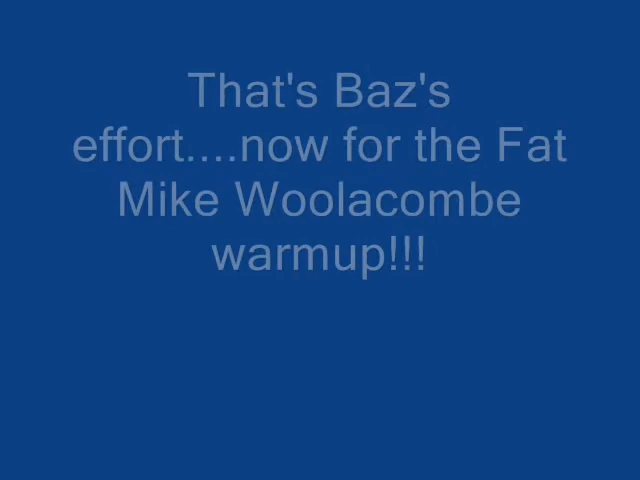 That's Baz's
effort....now for the Fat
Mike Woolacombe
warmup!!!